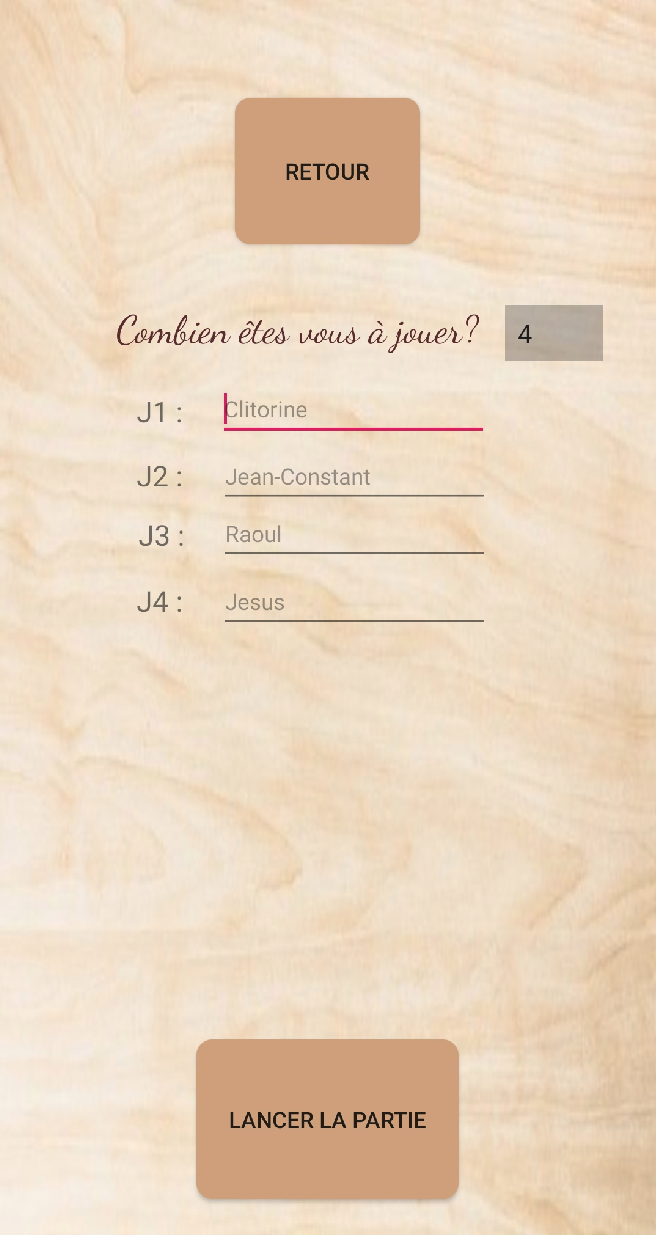 RETOUR
Combien êtes vous à jouer? 4
J1 : Clitorine
J2 : Jean-Constant
J3 : Raoul
J4 : Jesus
LANCER LA PARTIE